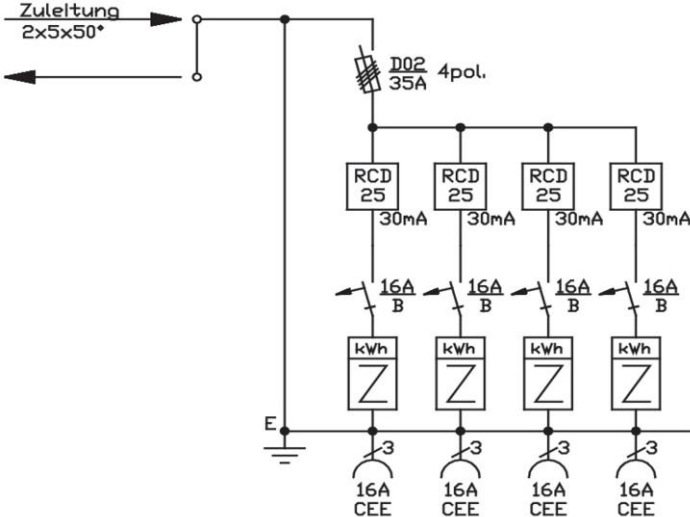 Zuleitung
2x5x50°
D02
35A
4pol.
RCD
25
30mA
RCD
25
30mA
RCD
25
30mA
RCD
25
30mA
16A
B
16A
B
16A
B
16A
B
kWh
Z
kWh
Z
kWh
Z
kWh
Z
E
3
3
3
3
16A
CEE
16A
CEE
16A
CEE
16A
CEE